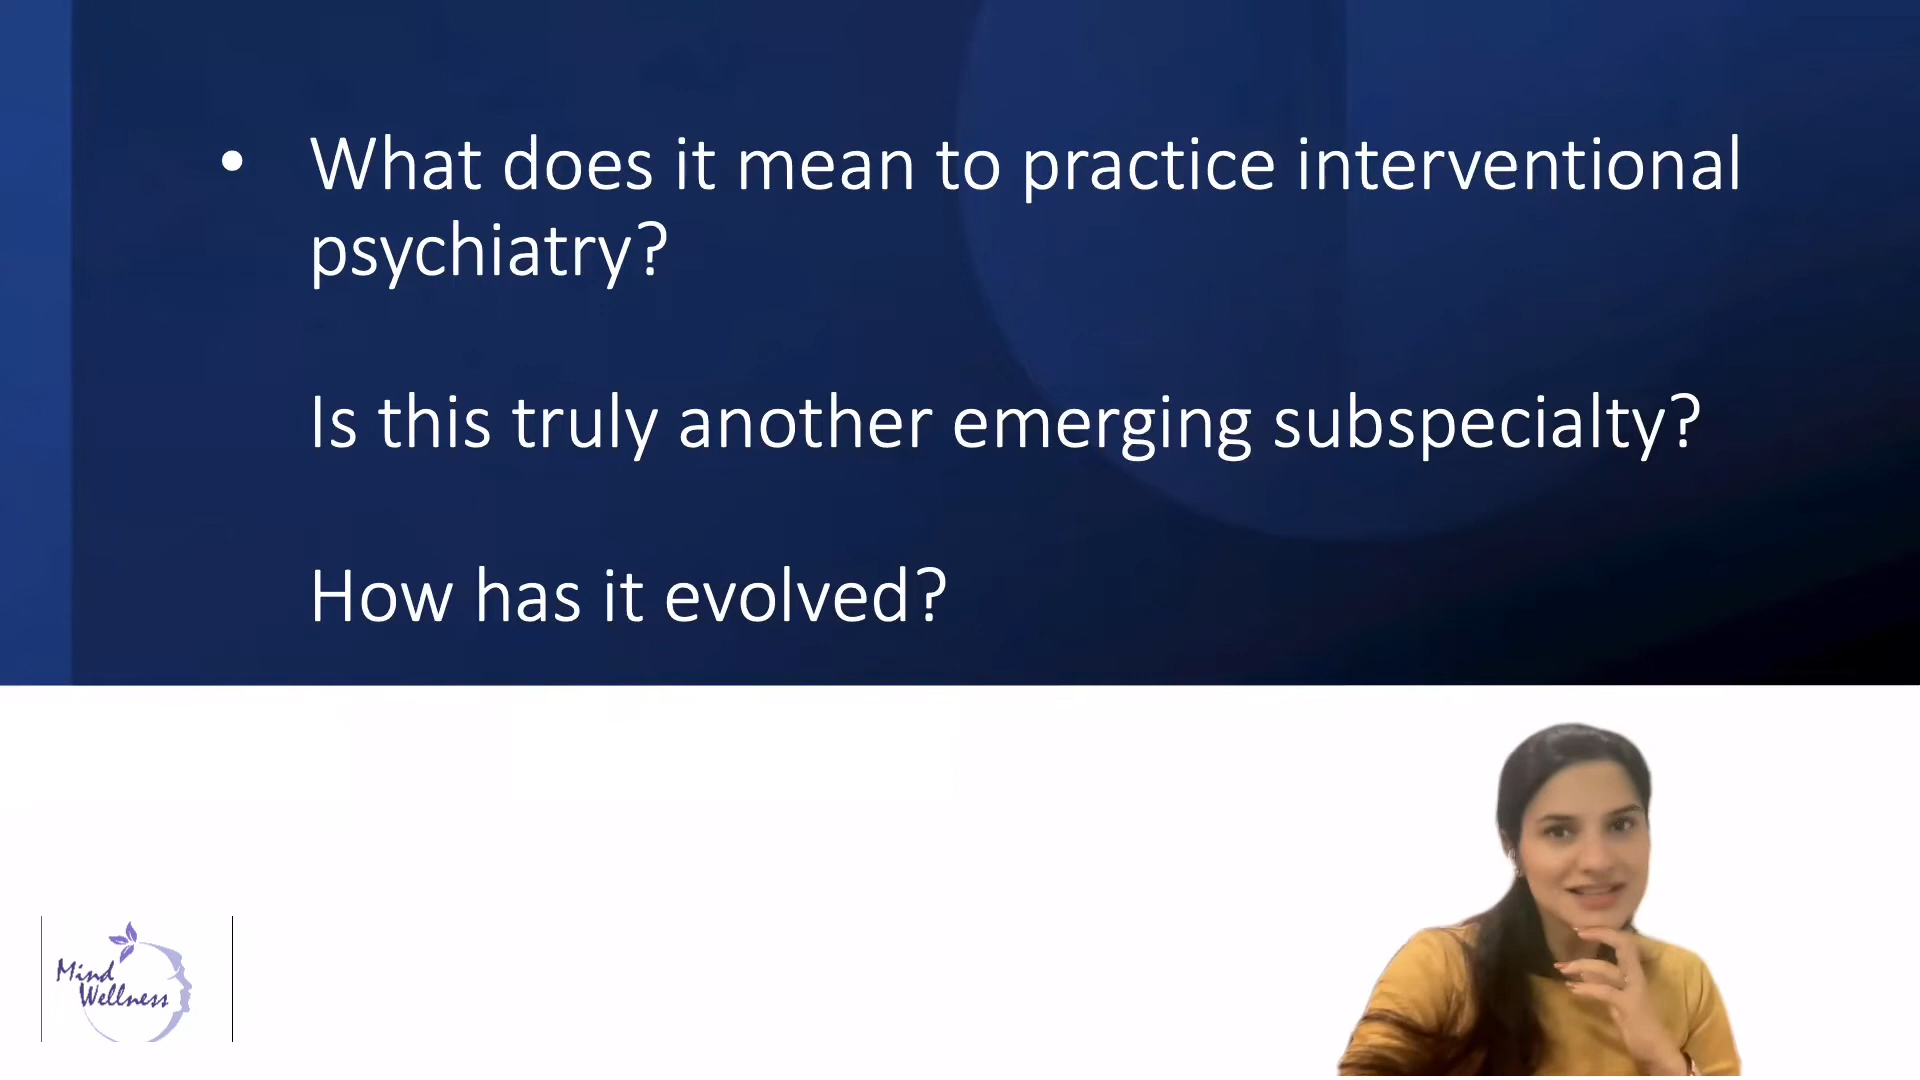 • What does it mean to practice interventional
psychiatry?
Is this truly another emerging subspecialty?
How has it evolved?
Mind
Wellness